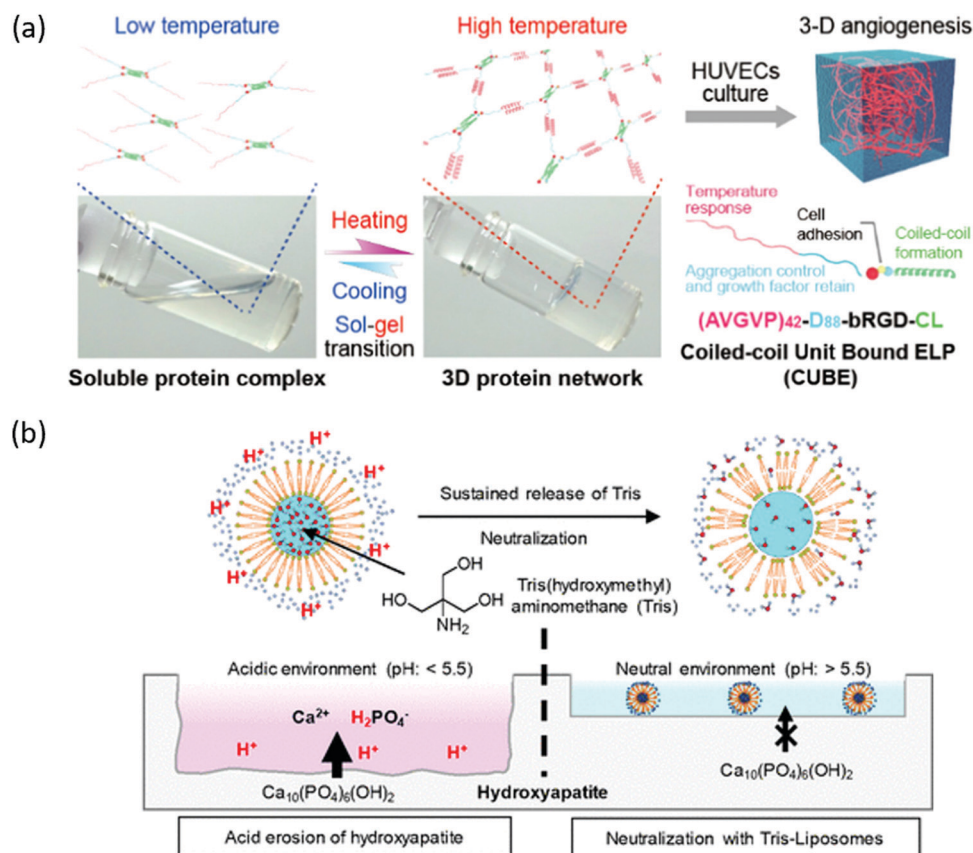 (a)
Low temperature
High temperature
3-D angiogenesis
HUVECs
culture
Heating
Cooling
Sol-gel
transition
Temperature
response
Cell
adhesion
Coiled-coil
formation
Aggregation control
and growth factor retain
(AVGVP)42-D88-bRGD-CL
Coiled-coil Unit Bound ELP
(CUBE)
Soluble protein complex
3D protein network
(b)
H+
H+
H+
H+
H+
H+
H+
H+
Sustained release of Tris
Neutralization
OH
HO
OH
NH2
Tris(hydroxymethyl)
aminomethane (Tris)
Acidic environment (pH: < 5.5)
Neutral environment (pH: > 5.5)
Ca2+ H2PO4-
H+ H+ H+
Ca10(PO4)6(OH)2
Hydroxyapatite
Ca10(PO4)6(OH)2
Acid erosion of hydroxyapatite
Neutralization with Tris-Liposomes